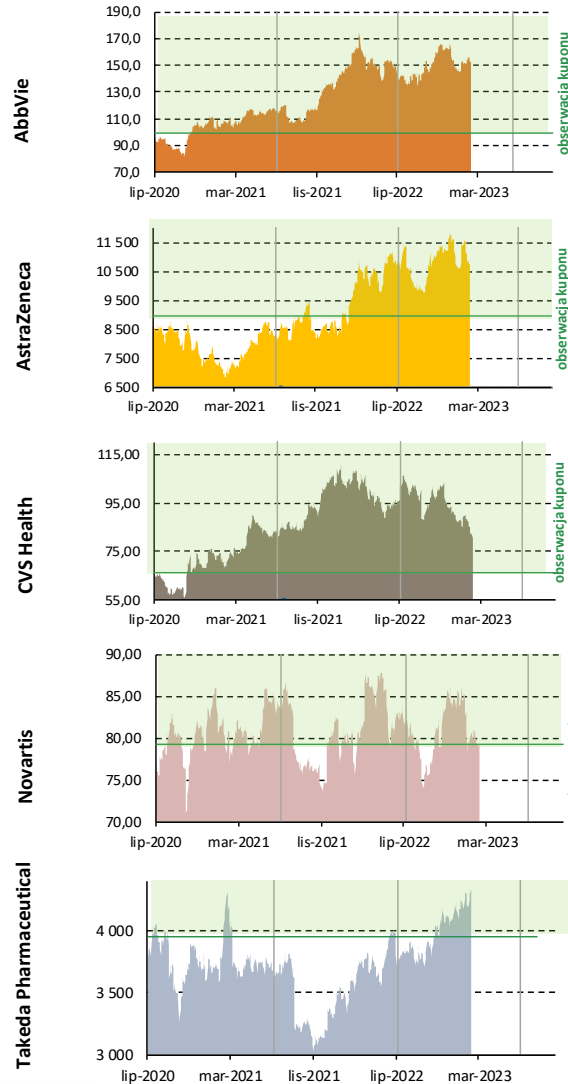 AbbVie
190,0
170,0
150,0
130,0
110,0
90,0
70,0
lip-2020 mar-2021 lis-2021 lip-2022 mar-2023
obserwacja kuponu
AstraZeneca
11 500
10 500
9 500
8 500
7 500
6 500
lip-2020 mar-2021 lis-2021 lip-2022 mar-2023
obserwacja kuponu
CVS Health
115,00
95,00
75,00
55,00
lip-2020 mar-2021 lis-2021 lip-2022 mar-2023
obserwacja kuponu
Novartis
90,00
85,00
80,00
75,00
70,00
lip-2020 mar-2021 lis-2021 lip-2022 mar-2023
Takeda Pharmaceutical
4 000
3 500
3 000
lip-2020 mar-2021 lis-2021 lip-2022 mar-2023